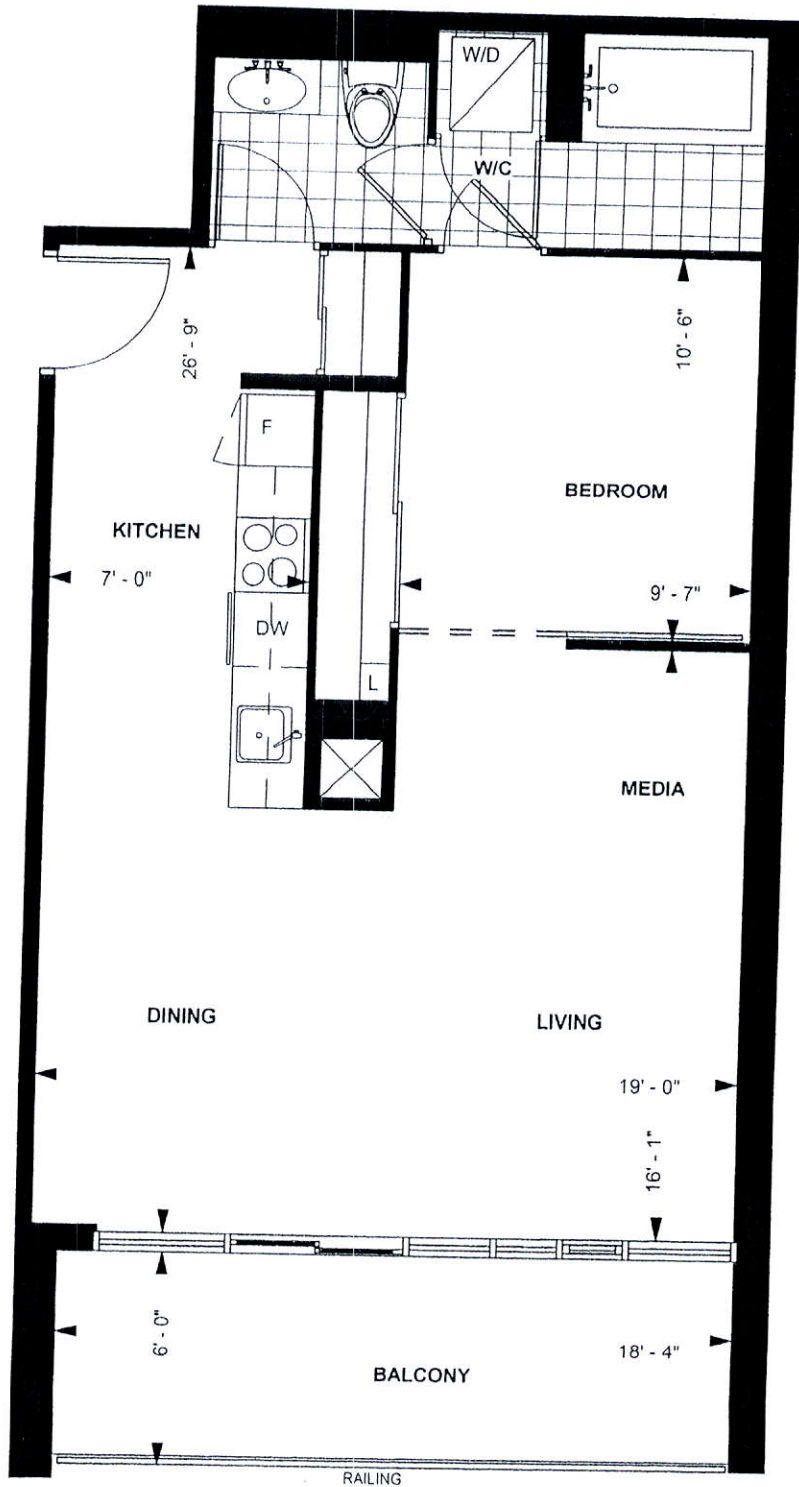 W/D
W/C
26' - 9"
10' - 6"
F
BEDROOM
KITCHEN
7' - 0"
9' - 7"
DW
L
MEDIA
DINING
LIVING
19' - 0"
16' - 1"
6' - 0"
18' - 4"
BALCONY
RAILING